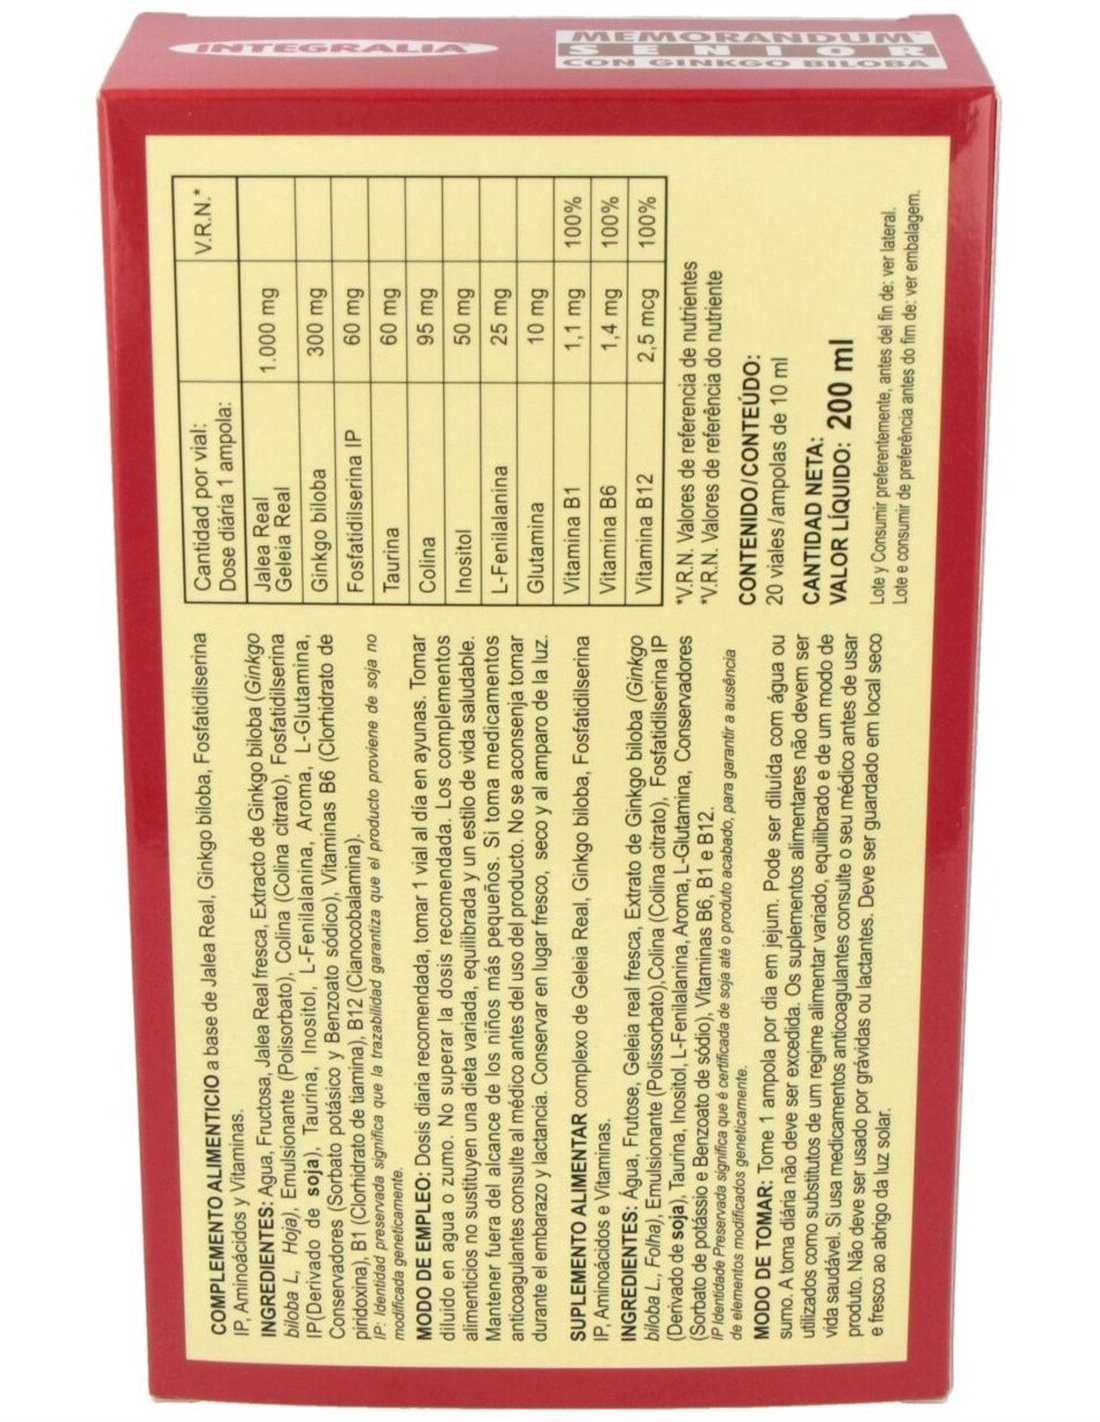 INTEGRALIA
MEMORANDUM®
SENIOR
CON GINKGO BILOBA
COMPLEMENTO ALIMENTICIO a base de Jalea Real, Ginkgo biloba, Fosfatidilserina
IP, Aminoácidos y Vitaminas.
INGREDIENTES: Agua, Fructosa, Jalea Real fresca, Extracto de Ginkgo biloba (Ginkgo
biloba L, Hoja), Emulsionante (Polisorbato), Colina (Colina citrato), Fosfatidilserina
IP(Derivado de soja), Taurina, Inositol, L-Fenilalanina, Aroma, L-Glutamina,
Conservadores (Sorbato potásico y Benzoato sódico), Vitaminas B6 (Clorhidrato de
piridoxina), B1 (Clorhidrato de tiamina), B12 (Cianocobalamina).
IP: Identidad preservada significa que la trazabilidad garantiza que el producto proviene de soja no
modificada geneticamente.
MODO DE EMPLEO: Dosis diaria recomendada, tomar 1 vial al día en ayunas. Tomar
diluido en agua o zumo. No superar la dosis recomendada. Los complementos
alimenticios no sustituyen una dieta variada, equilibrada y un estilo de vida saludable.
Mantener fuera del alcance de los niños más pequeños. Si toma medicamentos
anticoagulantes consulte al médico antes del uso del producto. No se aconsenja tomar
durante el embarazo y lactancia. Conservar en lugar fresco, seco y al amparo de la luz.
SUPLEMENTO ALIMENTAR complexo de Geleia Real, Ginkgo biloba, Fosfatidilserina
IP, Aminoácidos e Vitaminas.
INGREDIENTES: Água, Frutose, Geleia real fresca, Extrato de Ginkgo biloba (Ginkgo
biloba L., Folha), Emulsionante (Polissorbato), Colina (Colina citrato), Fosfatidilserina IP
(Derivado de soja), Taurina, Inositol, L-Fenilalanina, Aroma, L-Glutamina, Conservadores
(Sorbato de potássio e Benzoato de sódio), Vitaminas B6, B1 e B12.
IP Identidade Preservada significa que é certificada de soja até o produto acabado, para garantir a ausência
de elementos modificados geneticamente.
MODO DE TOMAR: Tome 1 ampola por dia em jejum. Pode ser diluída com água ou
sumo. A toma diária não deve ser excedida. Os suplementos alimentares não devem ser
utilizados como substitutos de um regime alimentar variado, equilibrado e de um modo de
vida saudável. Si usa medicamentos anticoagulantes consulte o seu médico antes de usar
produto. Não deve ser usado por grávidas ou lactantes. Deve ser guardado em local seco
e fresco ao abrigo da luz solar.
Cantidad por vial: V.R.N.*
Dose diária 1 ampola:
Jalea Real 1.000 mg
Geleia Real
Ginkgo biloba 300 mg
Fosfatidilserina IP 60 mg
Taurina 60 mg
Colina 95 mg
Inositol 50 mg
L-Fenilalanina 25 mg
Glutamina 10 mg
Vitamina B1 1,1 mg 100%
Vitamina B6 1,4 mg 100%
Vitamina B12 2,5 mcg 100%
*V.R.N. Valores de referencia de nutrientes
*V.R.N. Valores de referência do nutriente
CONTENIDO/CONTEÚDO:
20 viales/ampolas de 10 ml
CANTIDAD NETA:
VALOR LÍQUIDO: 200 ml
Lote y Consumir preferentemente, antes del fin de: ver lateral.
Lote e consumir de preferência antes do fim de: ver embalagem.